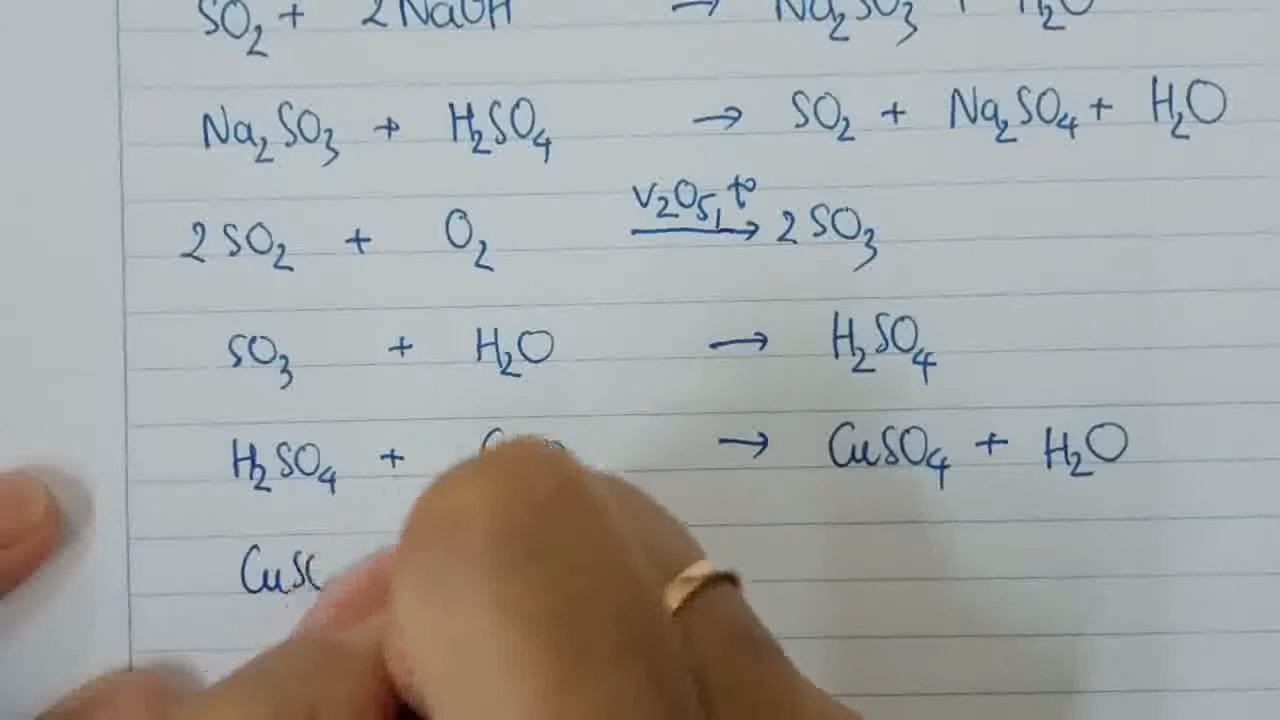 SO2 + 2NaOH → Na2SO3 + H2O
Na2SO3 + H2SO4 → SO2 + Na2SO4 + H2O
2SO2 + O2 V2O5, t° → 2SO3
SO3 + H2O → H2SO4
H2SO4 + → CuSO4 + H2O